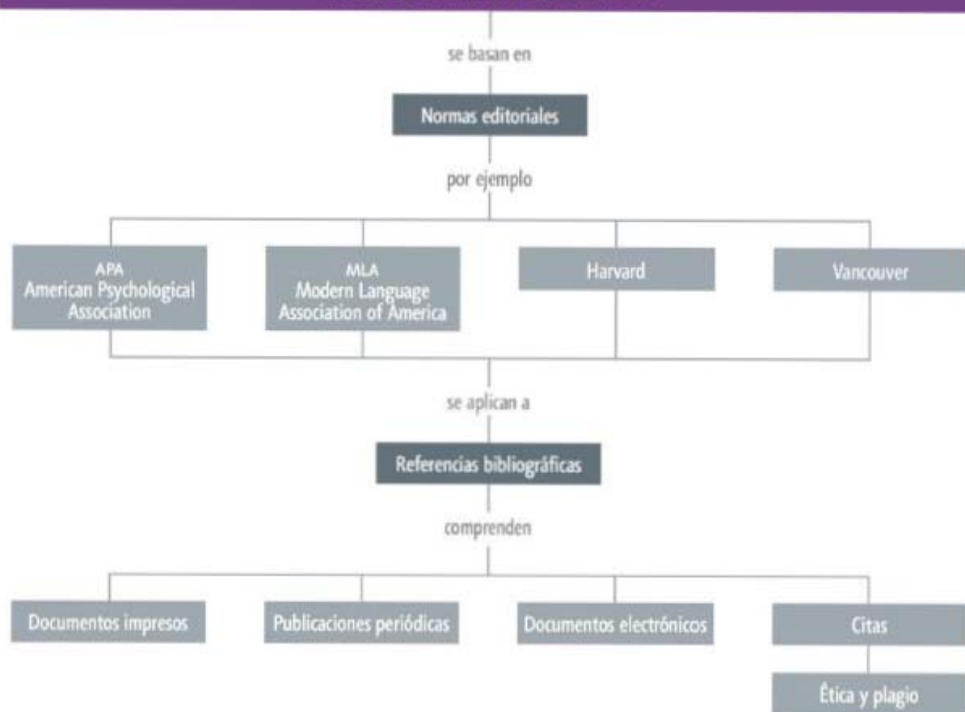 se basan en
Normas editoriales
por ejemplo
APA
American Psychological
Association
MLA
Modern Language
Association of America
Harvard
Vancouver
se aplican a
Referencias bibliográficas
comprenden
Documentos impresos
Publicaciones periódicas
Documentos electrónicos
Citas
Ética y plagio